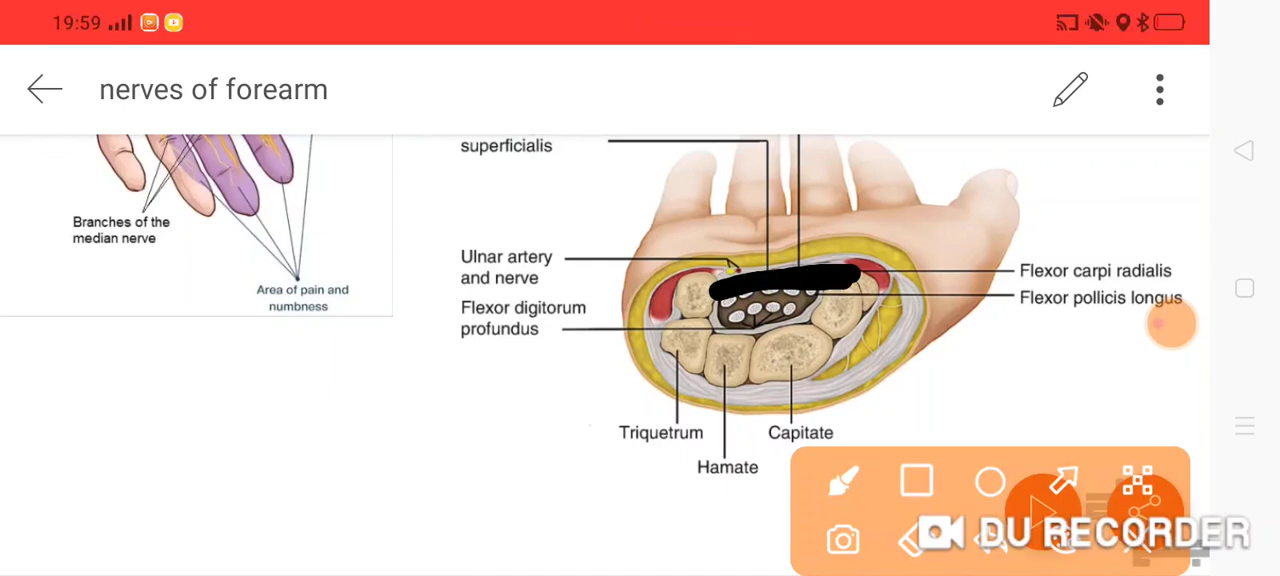 19:59
nerves of forearm
superficialis
Branches of the
median nerve
Area of pain and
numbness
Ulnar artery
and nerve
Flexor digitorum
profundus
Flexor carpi radialis
Flexor pollicis longus
Triquetrum
Capitate
Hamate
DU RECORDER